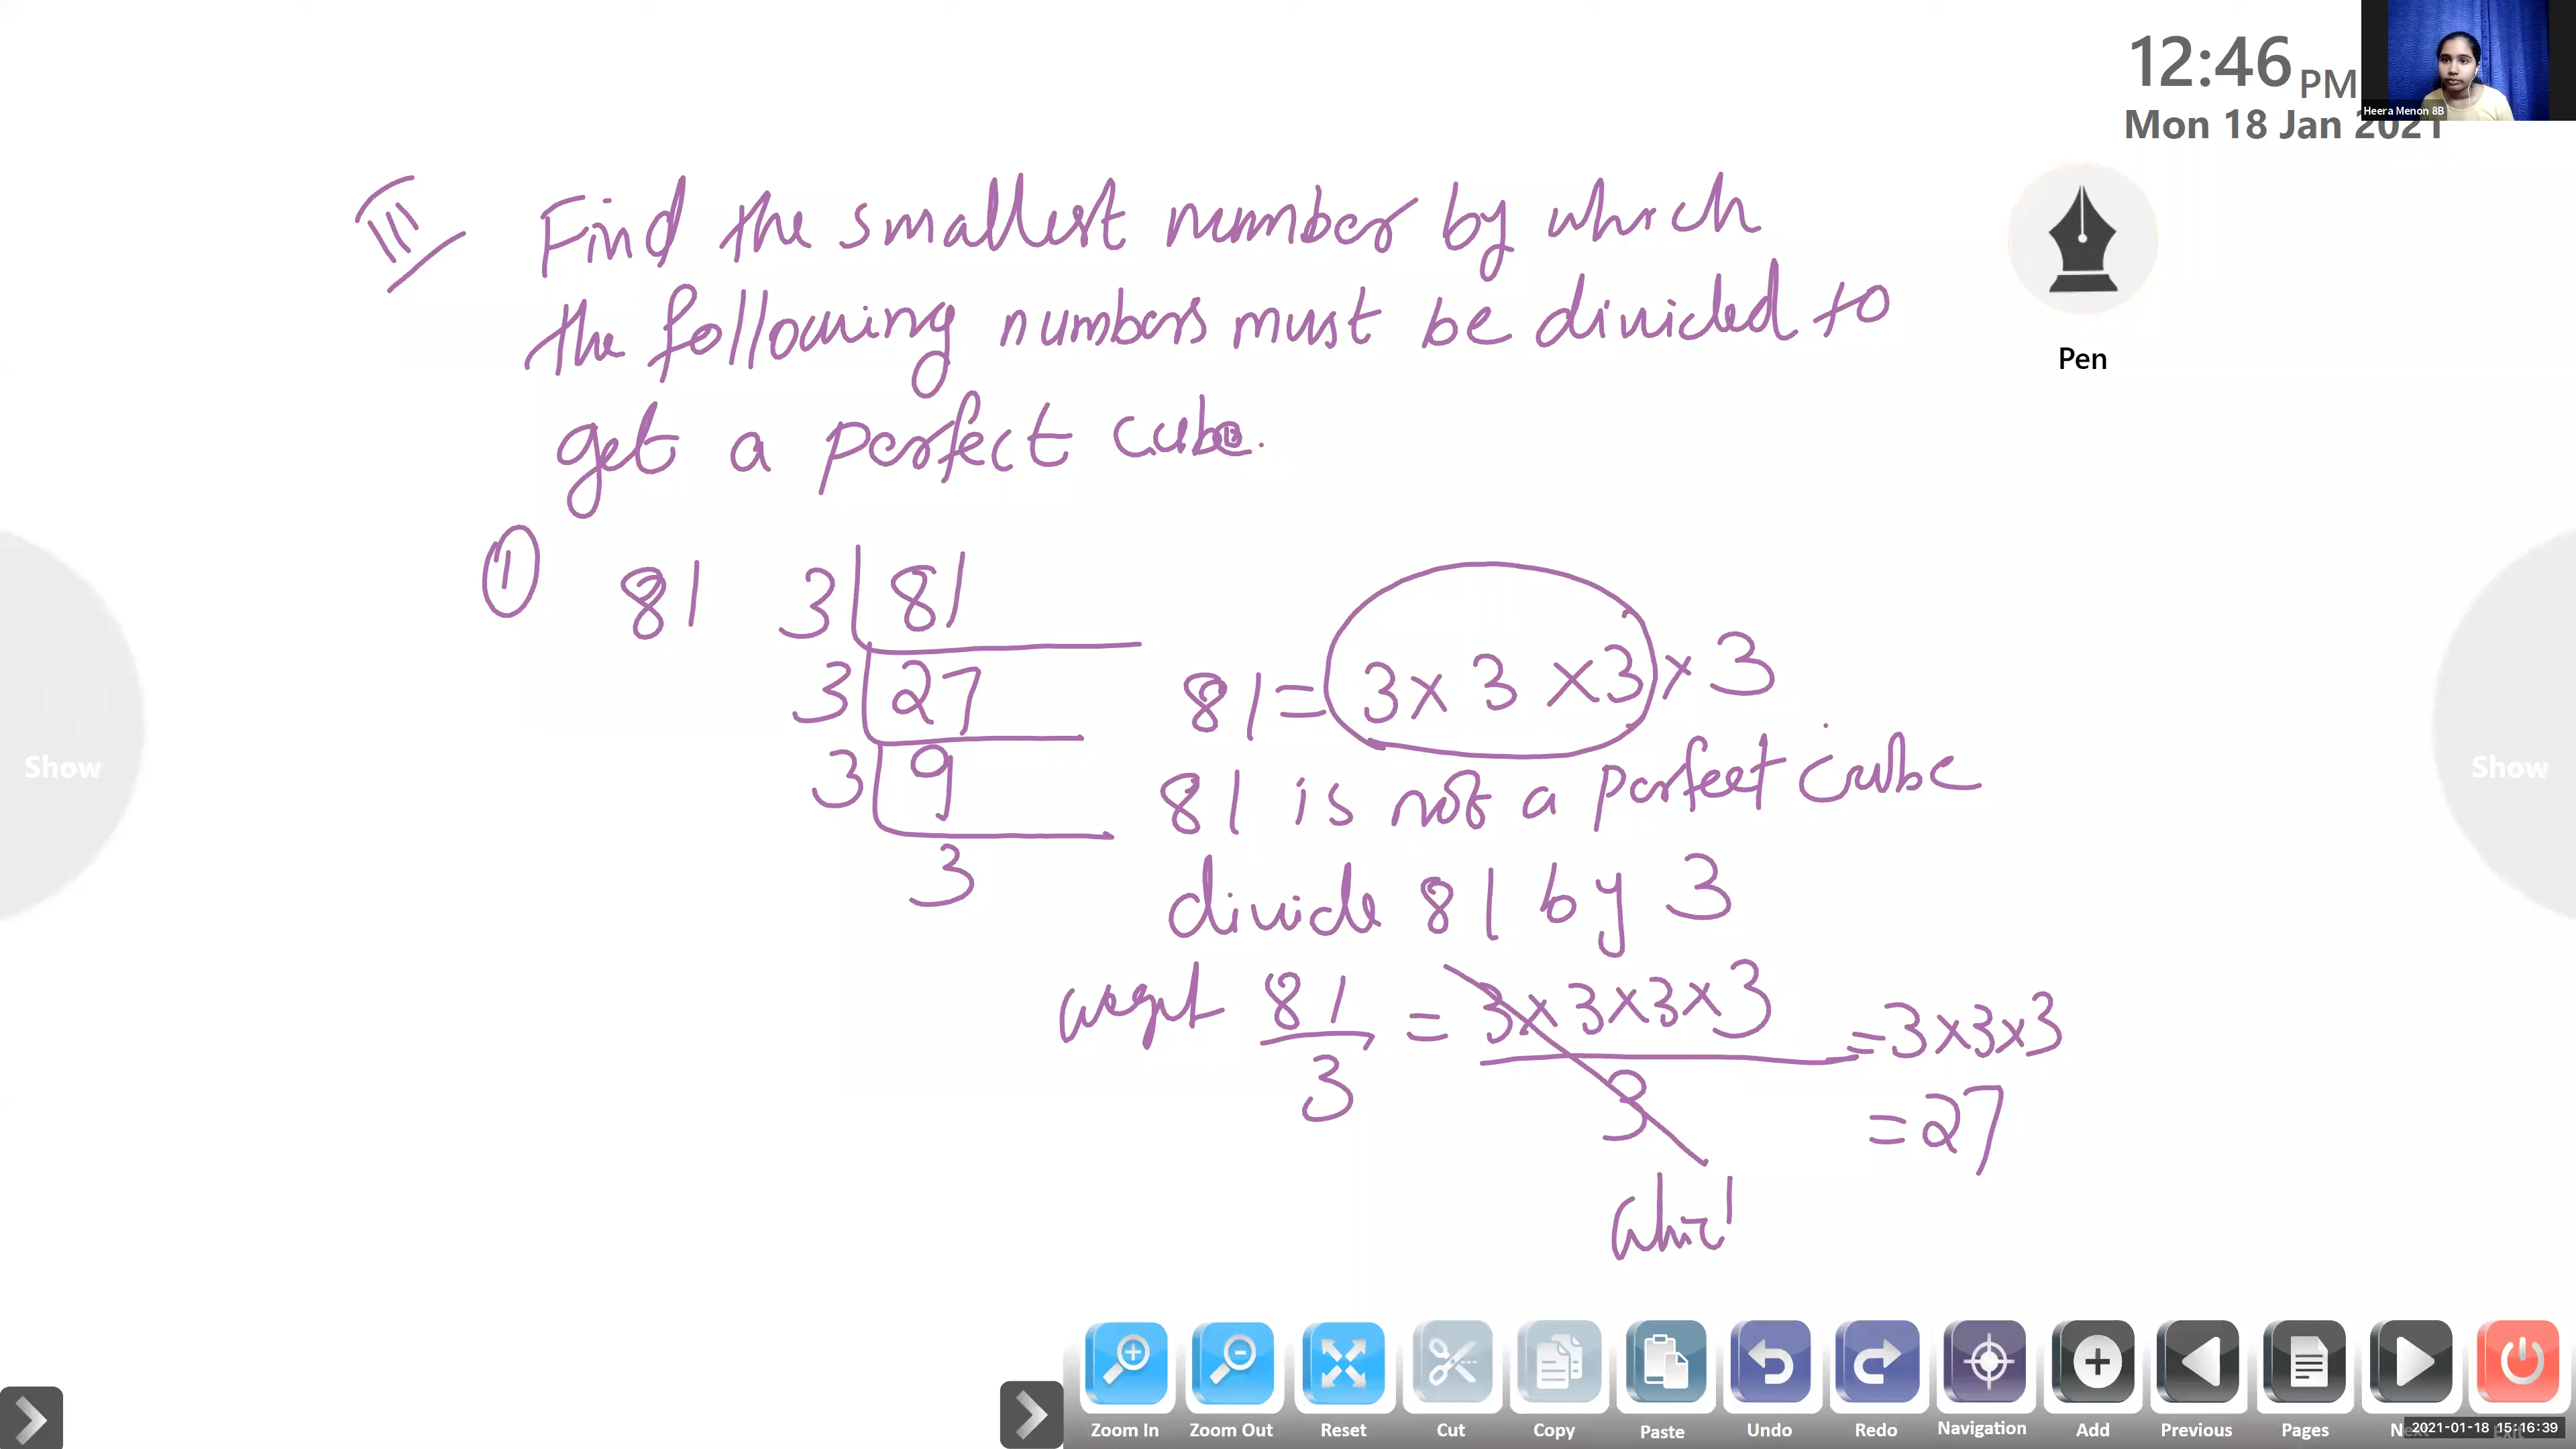 12:46 PM
Mon 18 Jan 2021
Heera Menon 8B
III Find the smallest number by which
the following numbers must be divided to
get a perfect cube.
Pen
① 81 3 81
3 27
3 9
3
81 = 3 × 3 × 3 × 3
81 is not a perfect cube
divide 81 by 3
we get 81/3 = 3×3×3×3/3 = 3×3×3
= 27
Show
Show
Zoom In Zoom Out Reset Cut Copy Paste Undo Redo Navigation Add Previous Pages
2021-01-18 15:16:39